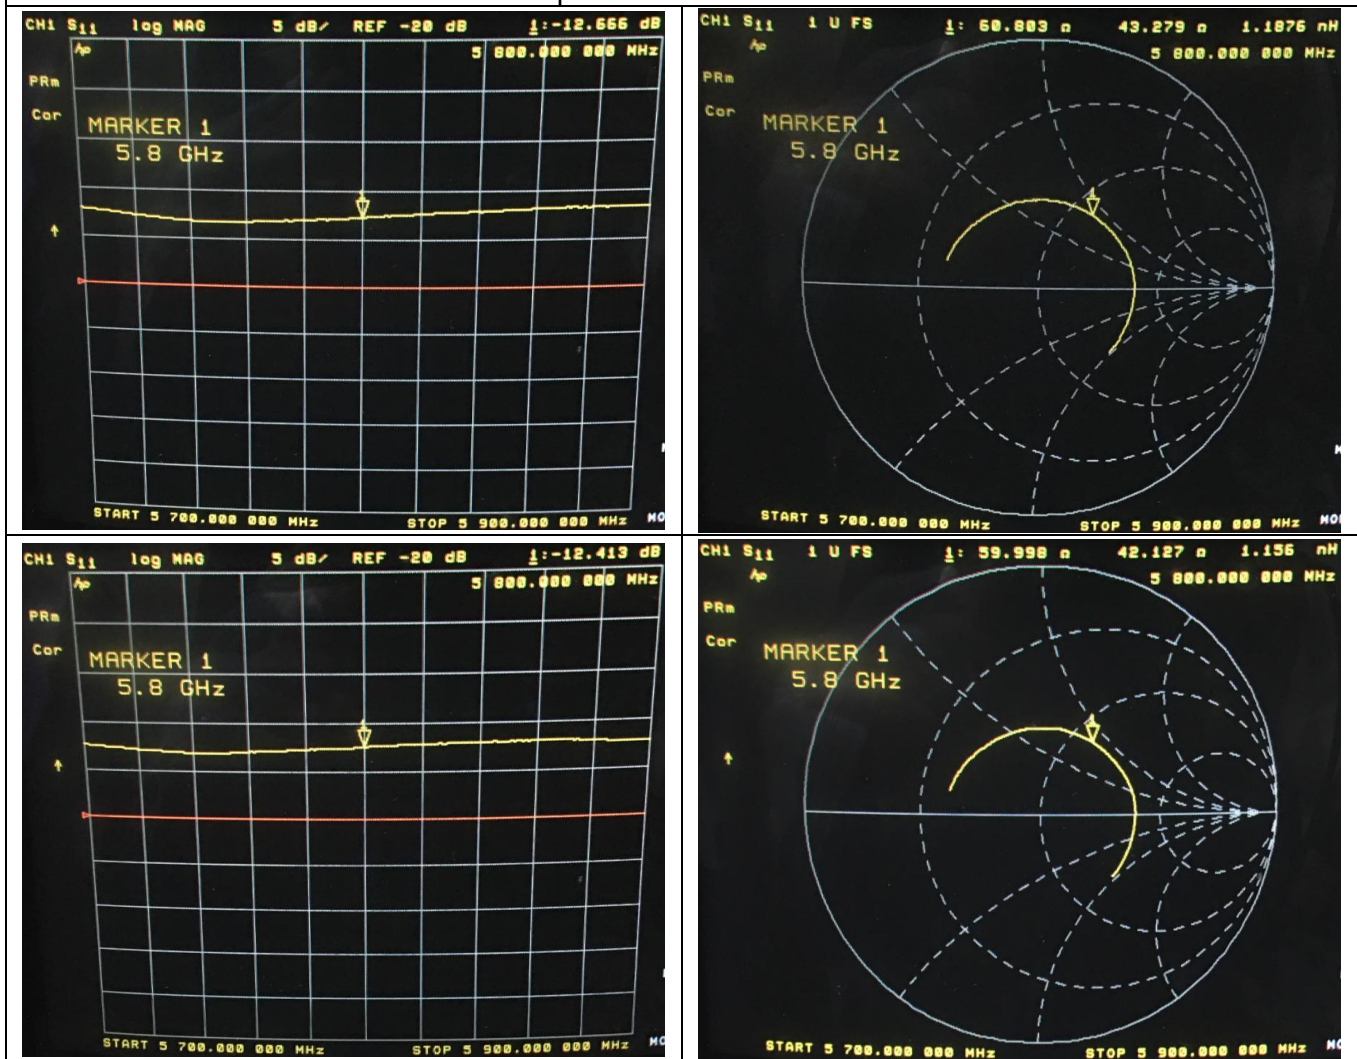 CH1 S11 log MAG 5 dB/ REF -20 dB 1:-12.666 dB
5 800.000 000 MHz
PRm
Cor
MARKER 1
5.8 GHz
START 5 700.000 000 MHz STOP 5 900.000 000 MHz
CH1 S11 1 U FS 1: 60.803 Ω 43.279 Ω 1.1876 nH
5 800.000 000 MHz
PRm
Cor
MARKER 1
5.8 GHz
START 5 700.000 000 MHz STOP 5 900.000 000 MHz
CH1 S11 log MAG 5 dB/ REF -20 dB 1:-12.413 dB
5 800.000 000 MHz
PRm
Cor
MARKER 1
5.8 GHz
START 5 700.000 000 MHz STOP 5 900.000 000 MHz
CH1 S11 1 U FS 1: 59.998 Ω 42.127 Ω 1.156 nH
5 800.000 000 MHz
PRm
Cor
MARKER 1
5.8 GHz
START 5 700.000 000 MHz STOP 5 900.000 000 MHz